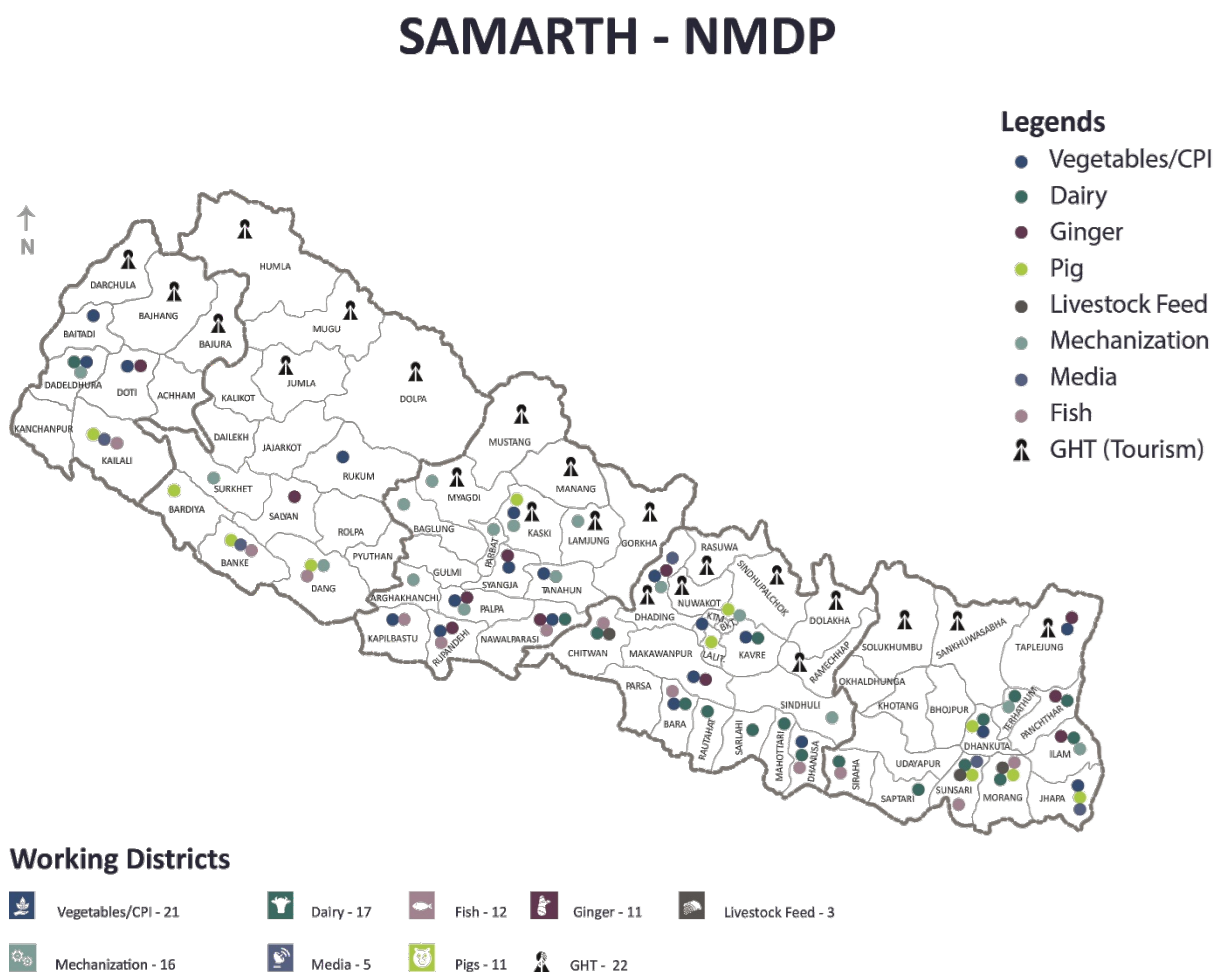 SAMARTH - NMDP
Legends
Vegetables/CPI
Dairy
Ginger
Pig
Livestock Feed
Mechanization
Media
Fish
GHT (Tourism)
N
HUMLA
DARCHULA
BAJHANG
BAJURA
MUGU
BAITADI
DADELDHURA
DOTI
ACHHAM
KALIKOT
JUMLA
DOLPA
KANCHANPUR
KAILALI
DAILEKH
JAJARKOT
MUSTANG
RUKUM
SURKHET
BARDIYA
SALYAN
MYAGDI
MANANG
BAGLUNG
KASKI
LAMJUNG
GORKHA
ROLPA
BANKE
PYUTHAN
PARBAT
DANG
GULMI
SYANGJA
TANAHUN
ARGHAKHANCHI
PALPA
KAPILBASTU
RUPANDEHI
NAWALPARASI
CHITWAN
RASUWA
SINDHUPALCHOK
NUWAKOT
DHADING
KTM.
BKT.
LALIT.
KAVRE
DOLAKHA
RAMECHHAP
MAKAWANPUR
PARSA
BARA
RAUTAHAT
SARLAHI
SINDHULI
MAHOTTARI
DHANUSA
SIRAHA
SOLUKHUMBU
SANKHUWASABHA
TAPLEJUNG
OKHALDHUNGA
KHOTANG
BHOJPUR
TERHATHUM
PANCHTHAR
DHANKUTA
ILAM
UDAYAPUR
SAPTARI
SUNSARI
MORANG
JHAPA
Working Districts
Vegetables/CPI - 21
Dairy - 17
Fish - 12
Ginger - 11
Livestock Feed - 3
Mechanization - 16
Media - 5
Pigs - 11
GHT - 22